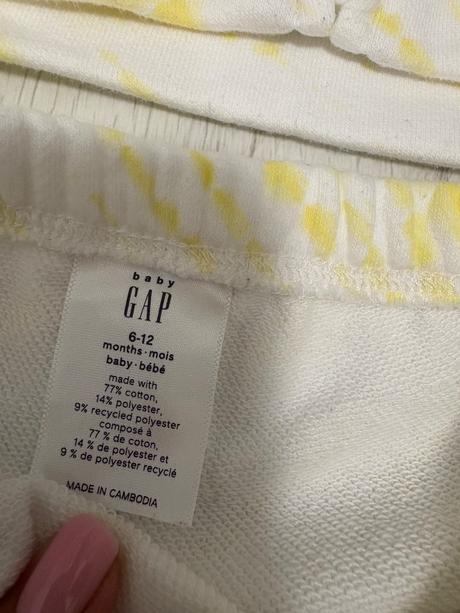 baby
GAP
6-12
months·mois
baby·bébé
made with
77% cotton,
14% polyester,
9% recycled polyester
composé à
77 % de coton,
14 % de polyester et
9 % de polyester recyclé
MADE IN CAMBODIA